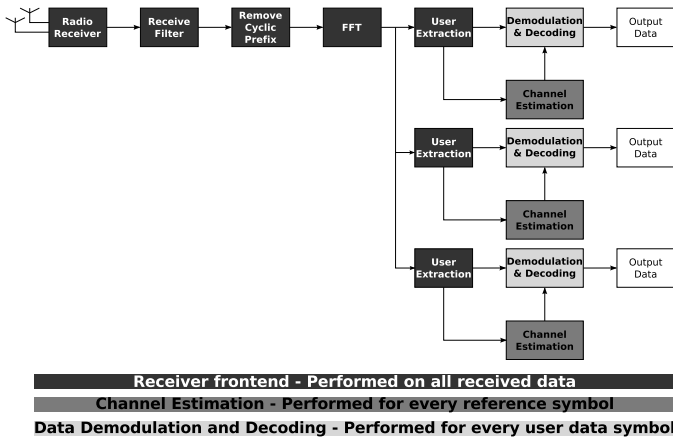 Radio
Receiver
Receive
Filter
Remove
Cyclic
Prefix
FFT
User
Extraction
Demodulation
& Decoding
Output
Data
Channel
Estimation
User
Extraction
Demodulation
& Decoding
Output
Data
Channel
Estimation
User
Extraction
Demodulation
& Decoding
Output
Data
Channel
Estimation
Receiver frontend - Performed on all received data
Channel Estimation - Performed for every reference symbol
Data Demodulation and Decoding - Performed for every user data symbol